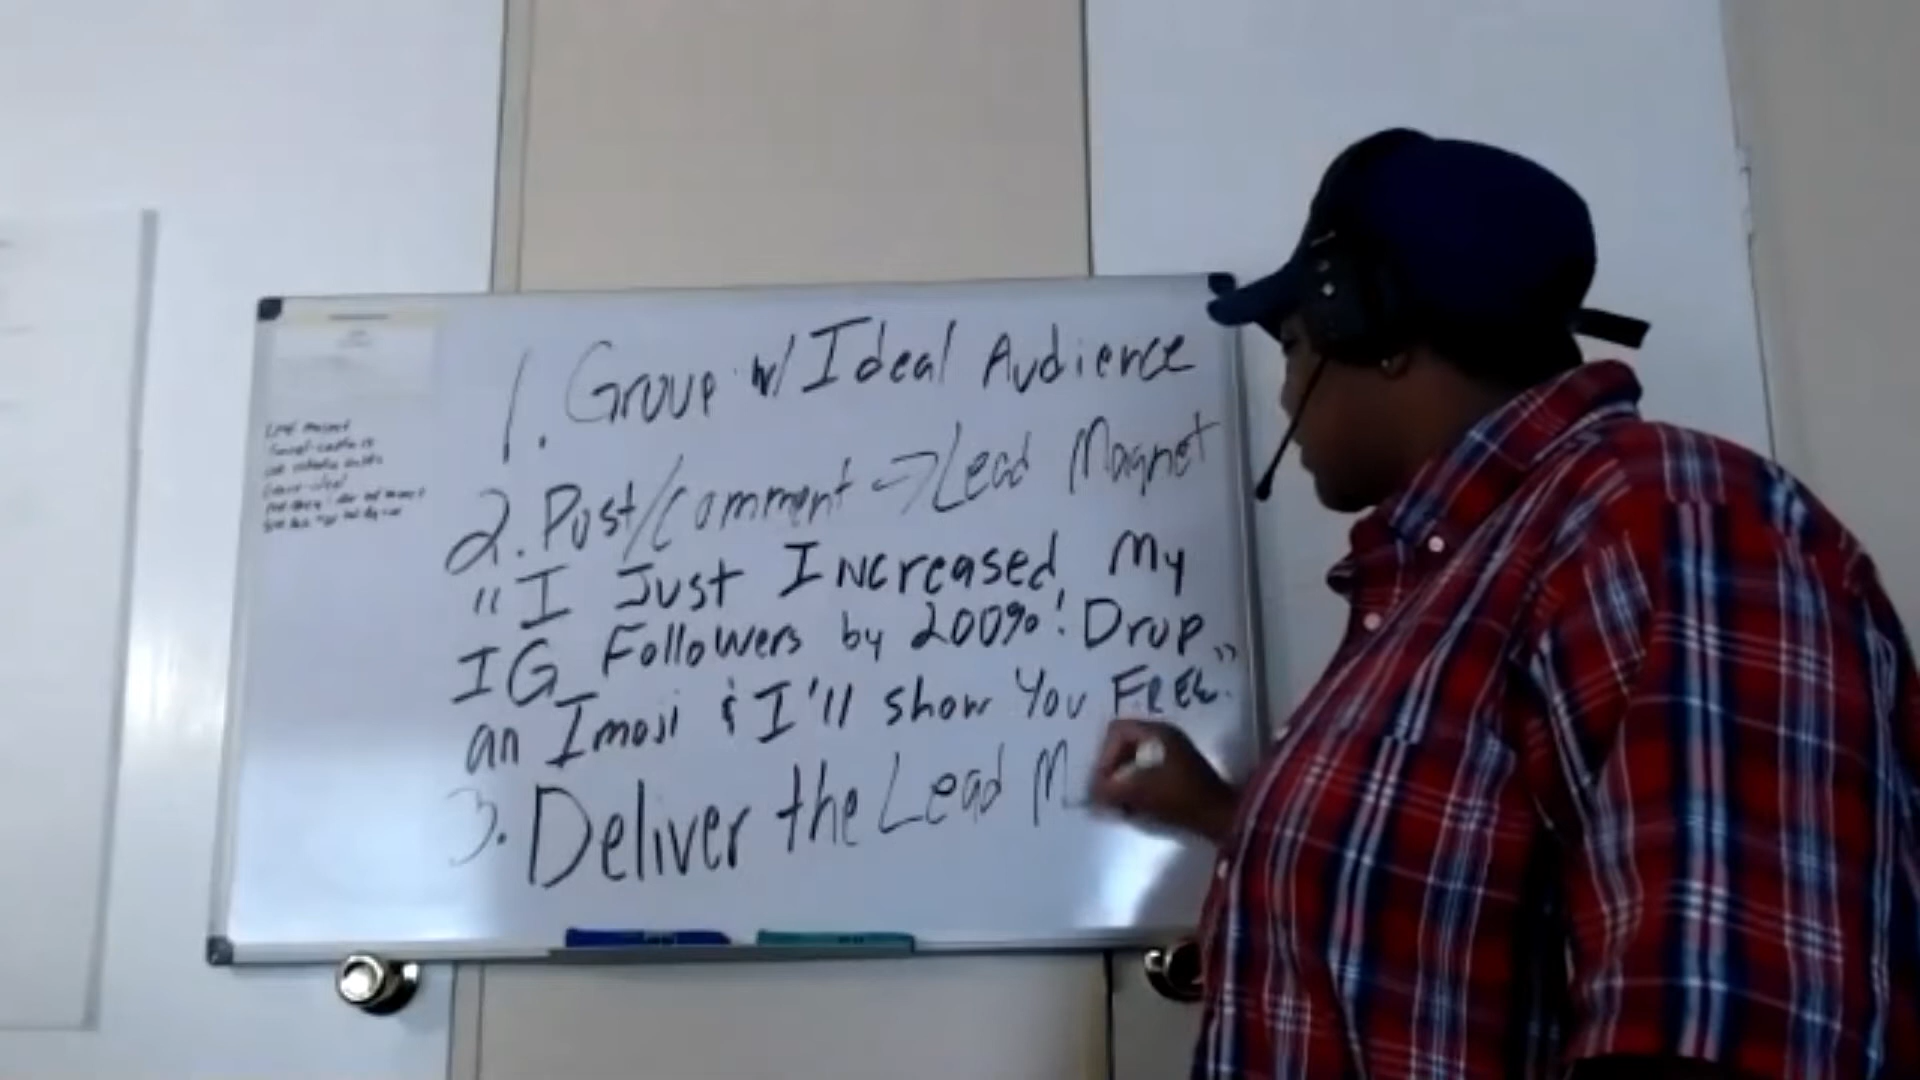 1. Group w/ Ideal Audience
2. Post/Comment → Lead Magnet
"I Just Increased My
IG Followers by 200%! Drop
an Imoji & I'll show You FREE"
3. Deliver the Lead M